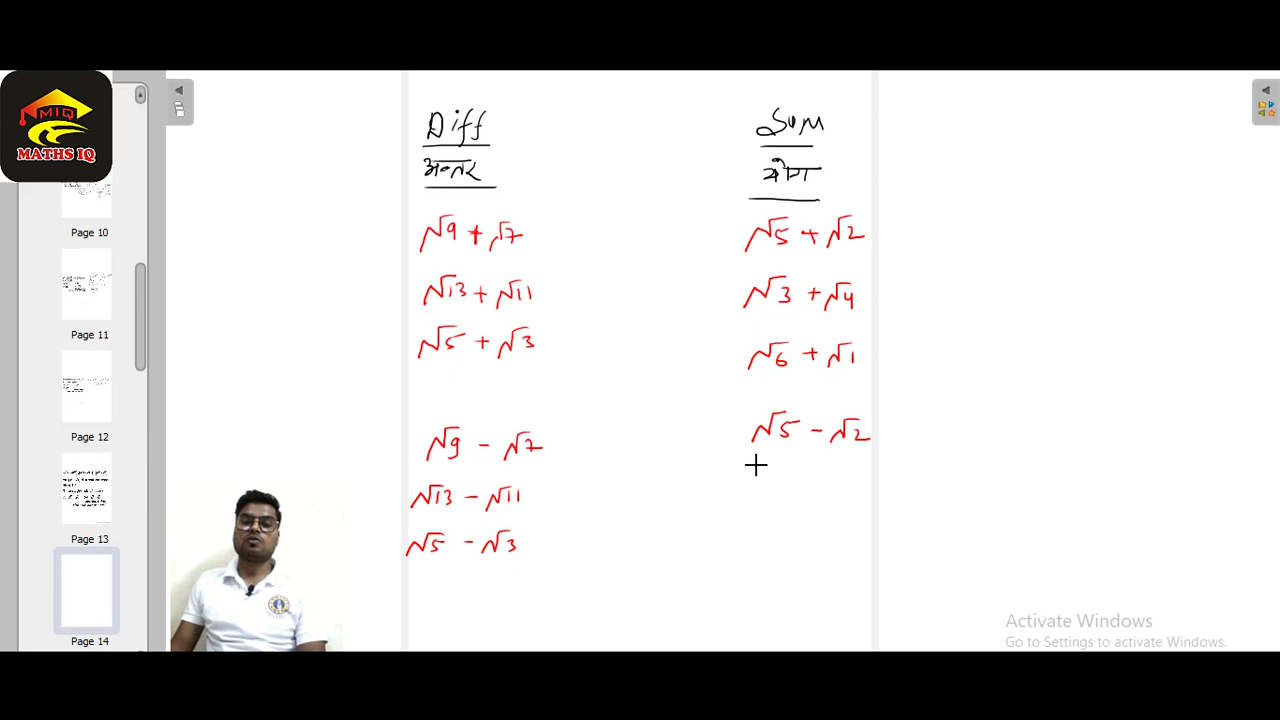 MIQ
MATHS IQ
Page 10
Page 11
Page 12
Page 13
Page 14
Diff
अन्तर
√9 + √7
√13 + √11
√5 + √3
√9 - √7
√13 - √11
√5 - √3
Sum
योग
√5 + √2
√3 + √4
√6 + √1
√5 - √2
Activate Windows
Go to Settings to activate Windows.